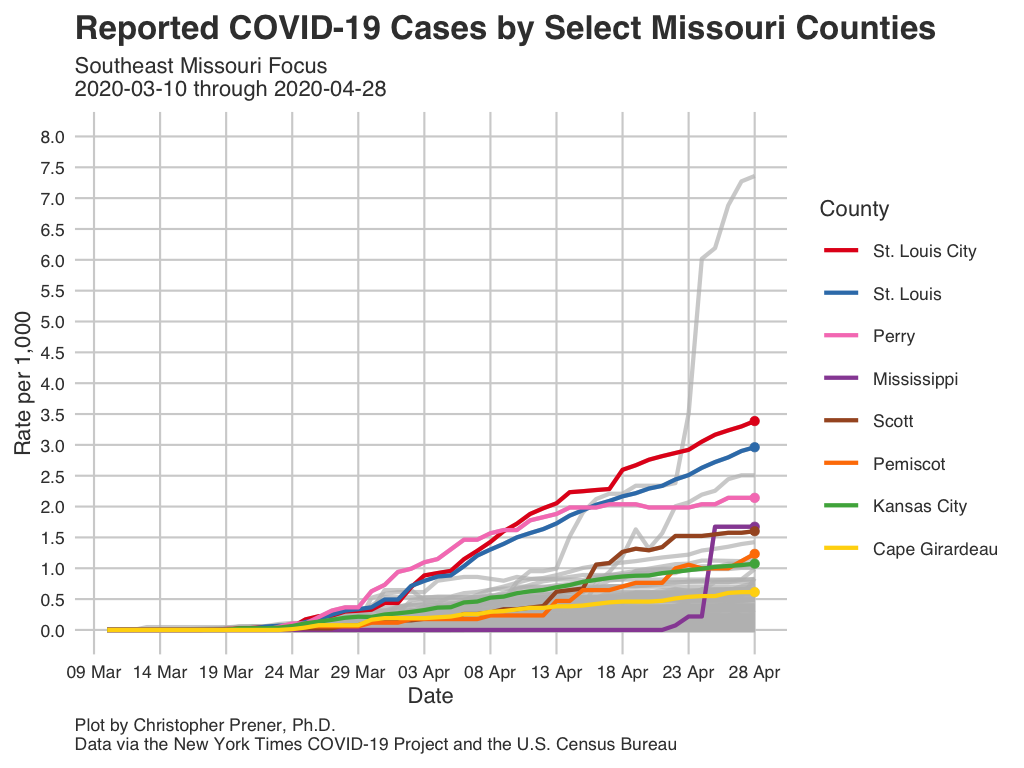 Reported COVID-19 Cases by Select Missouri Counties
Southeast Missouri Focus
2020-03-10 through 2020-04-28
Rate per 1,000
8.0
7.5
7.0
6.5
6.0
5.5
5.0
4.5
4.0
3.5
3.0
2.5
2.0
1.5
1.0
0.5
0.0
09 Mar 14 Mar 19 Mar 24 Mar 29 Mar 03 Apr 08 Apr 13 Apr 18 Apr 23 Apr 28 Apr
Date
County
St. Louis City
St. Louis
Perry
Mississippi
Scott
Pemiscot
Kansas City
Cape Girardeau
Plot by Christopher Prener, Ph.D.
Data via the New York Times COVID-19 Project and the U.S. Census Bureau